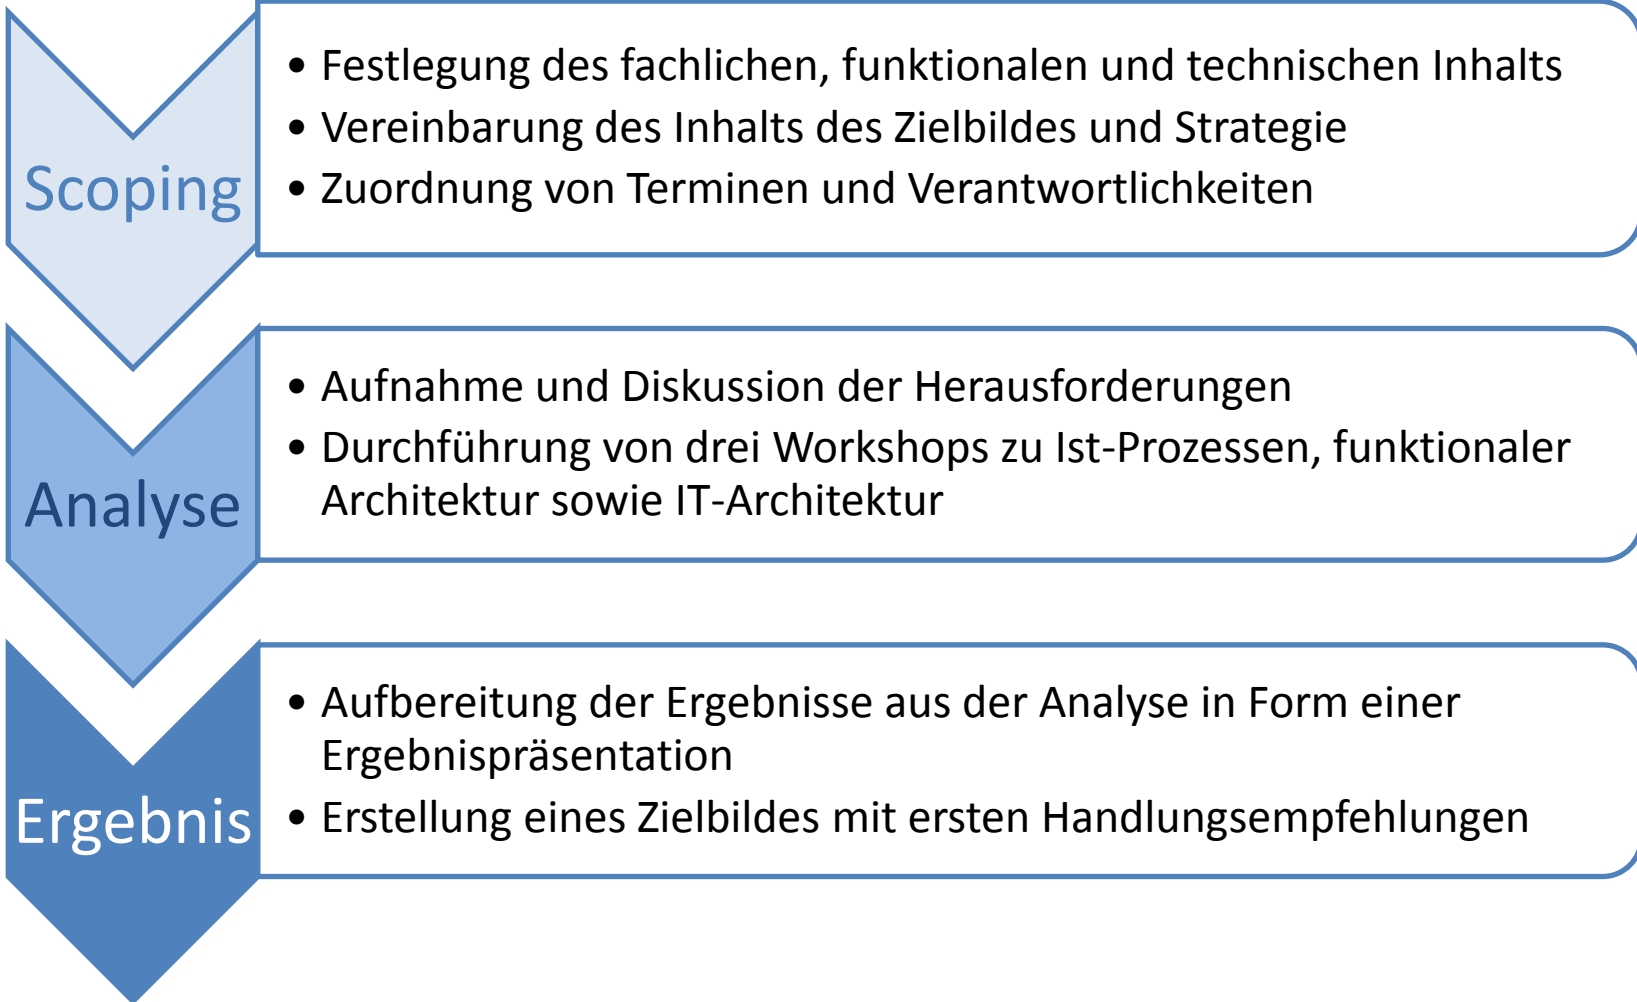 Scoping
• Festlegung des fachlichen, funktionalen und technischen Inhalts
• Vereinbarung des Inhalts des Zielbildes und Strategie
• Zuordnung von Terminen und Verantwortlichkeiten
Analyse
• Aufnahme und Diskussion der Herausforderungen
• Durchführung von drei Workshops zu Ist-Prozessen, funktionaler
Architektur sowie IT-Architektur
Ergebnis
• Aufbereitung der Ergebnisse aus der Analyse in Form einer
Ergebnispräsentation
• Erstellung eines Zielbildes mit ersten Handlungsempfehlungen